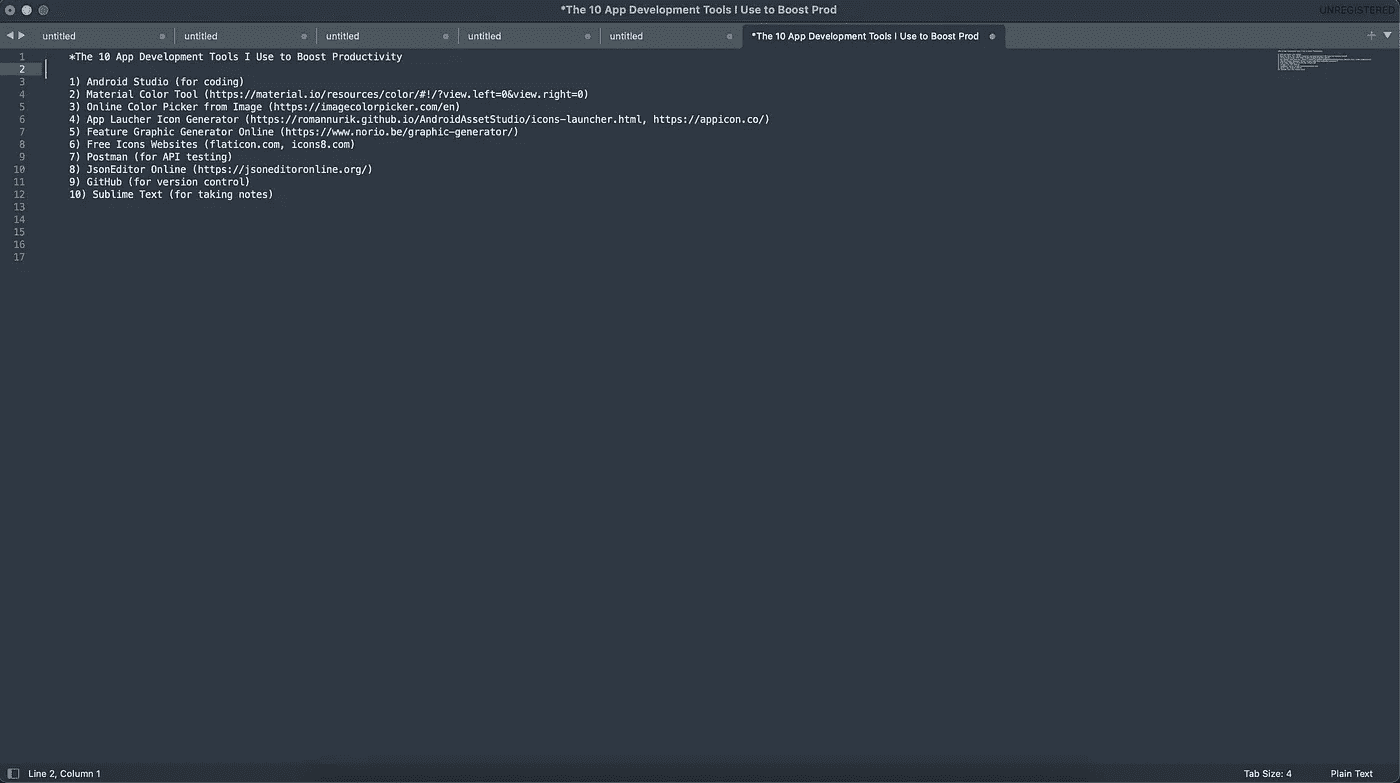 *The 10 App Development Tools I Use to Boost Prod
UNREGISTERED
untitled
untitled
untitled
untitled
untitled
*The 10 App Development Tools I Use to Boost Prod
1 *The 10 App Development Tools I Use to Boost Productivity
2
3 1) Android Studio (for coding)
4 2) Material Color Tool (https://material.io/resources/color/#!/?view.left=0&view.right=0)
5 3) Online Color Picker from Image (https://imagecolorpicker.com/en)
6 4) App Laucher Icon Generator (https://romannurik.github.io/AndroidAssetStudio/icons-launcher.html, https://appicon.co/)
7 5) Feature Graphic Generator Online (https://www.norio.be/graphic-generator/)
8 6) Free Icons Websites (flaticon.com, icons8.com)
9 7) Postman (for API testing)
10 8) JsonEditor Online (https://jsoneditoronline.org/)
11 9) GitHub (for version control)
12 10) Sublime Text (for taking notes)
13
14
15
16
17
Line 2, Column 1
Tab Size: 4
Plain Text